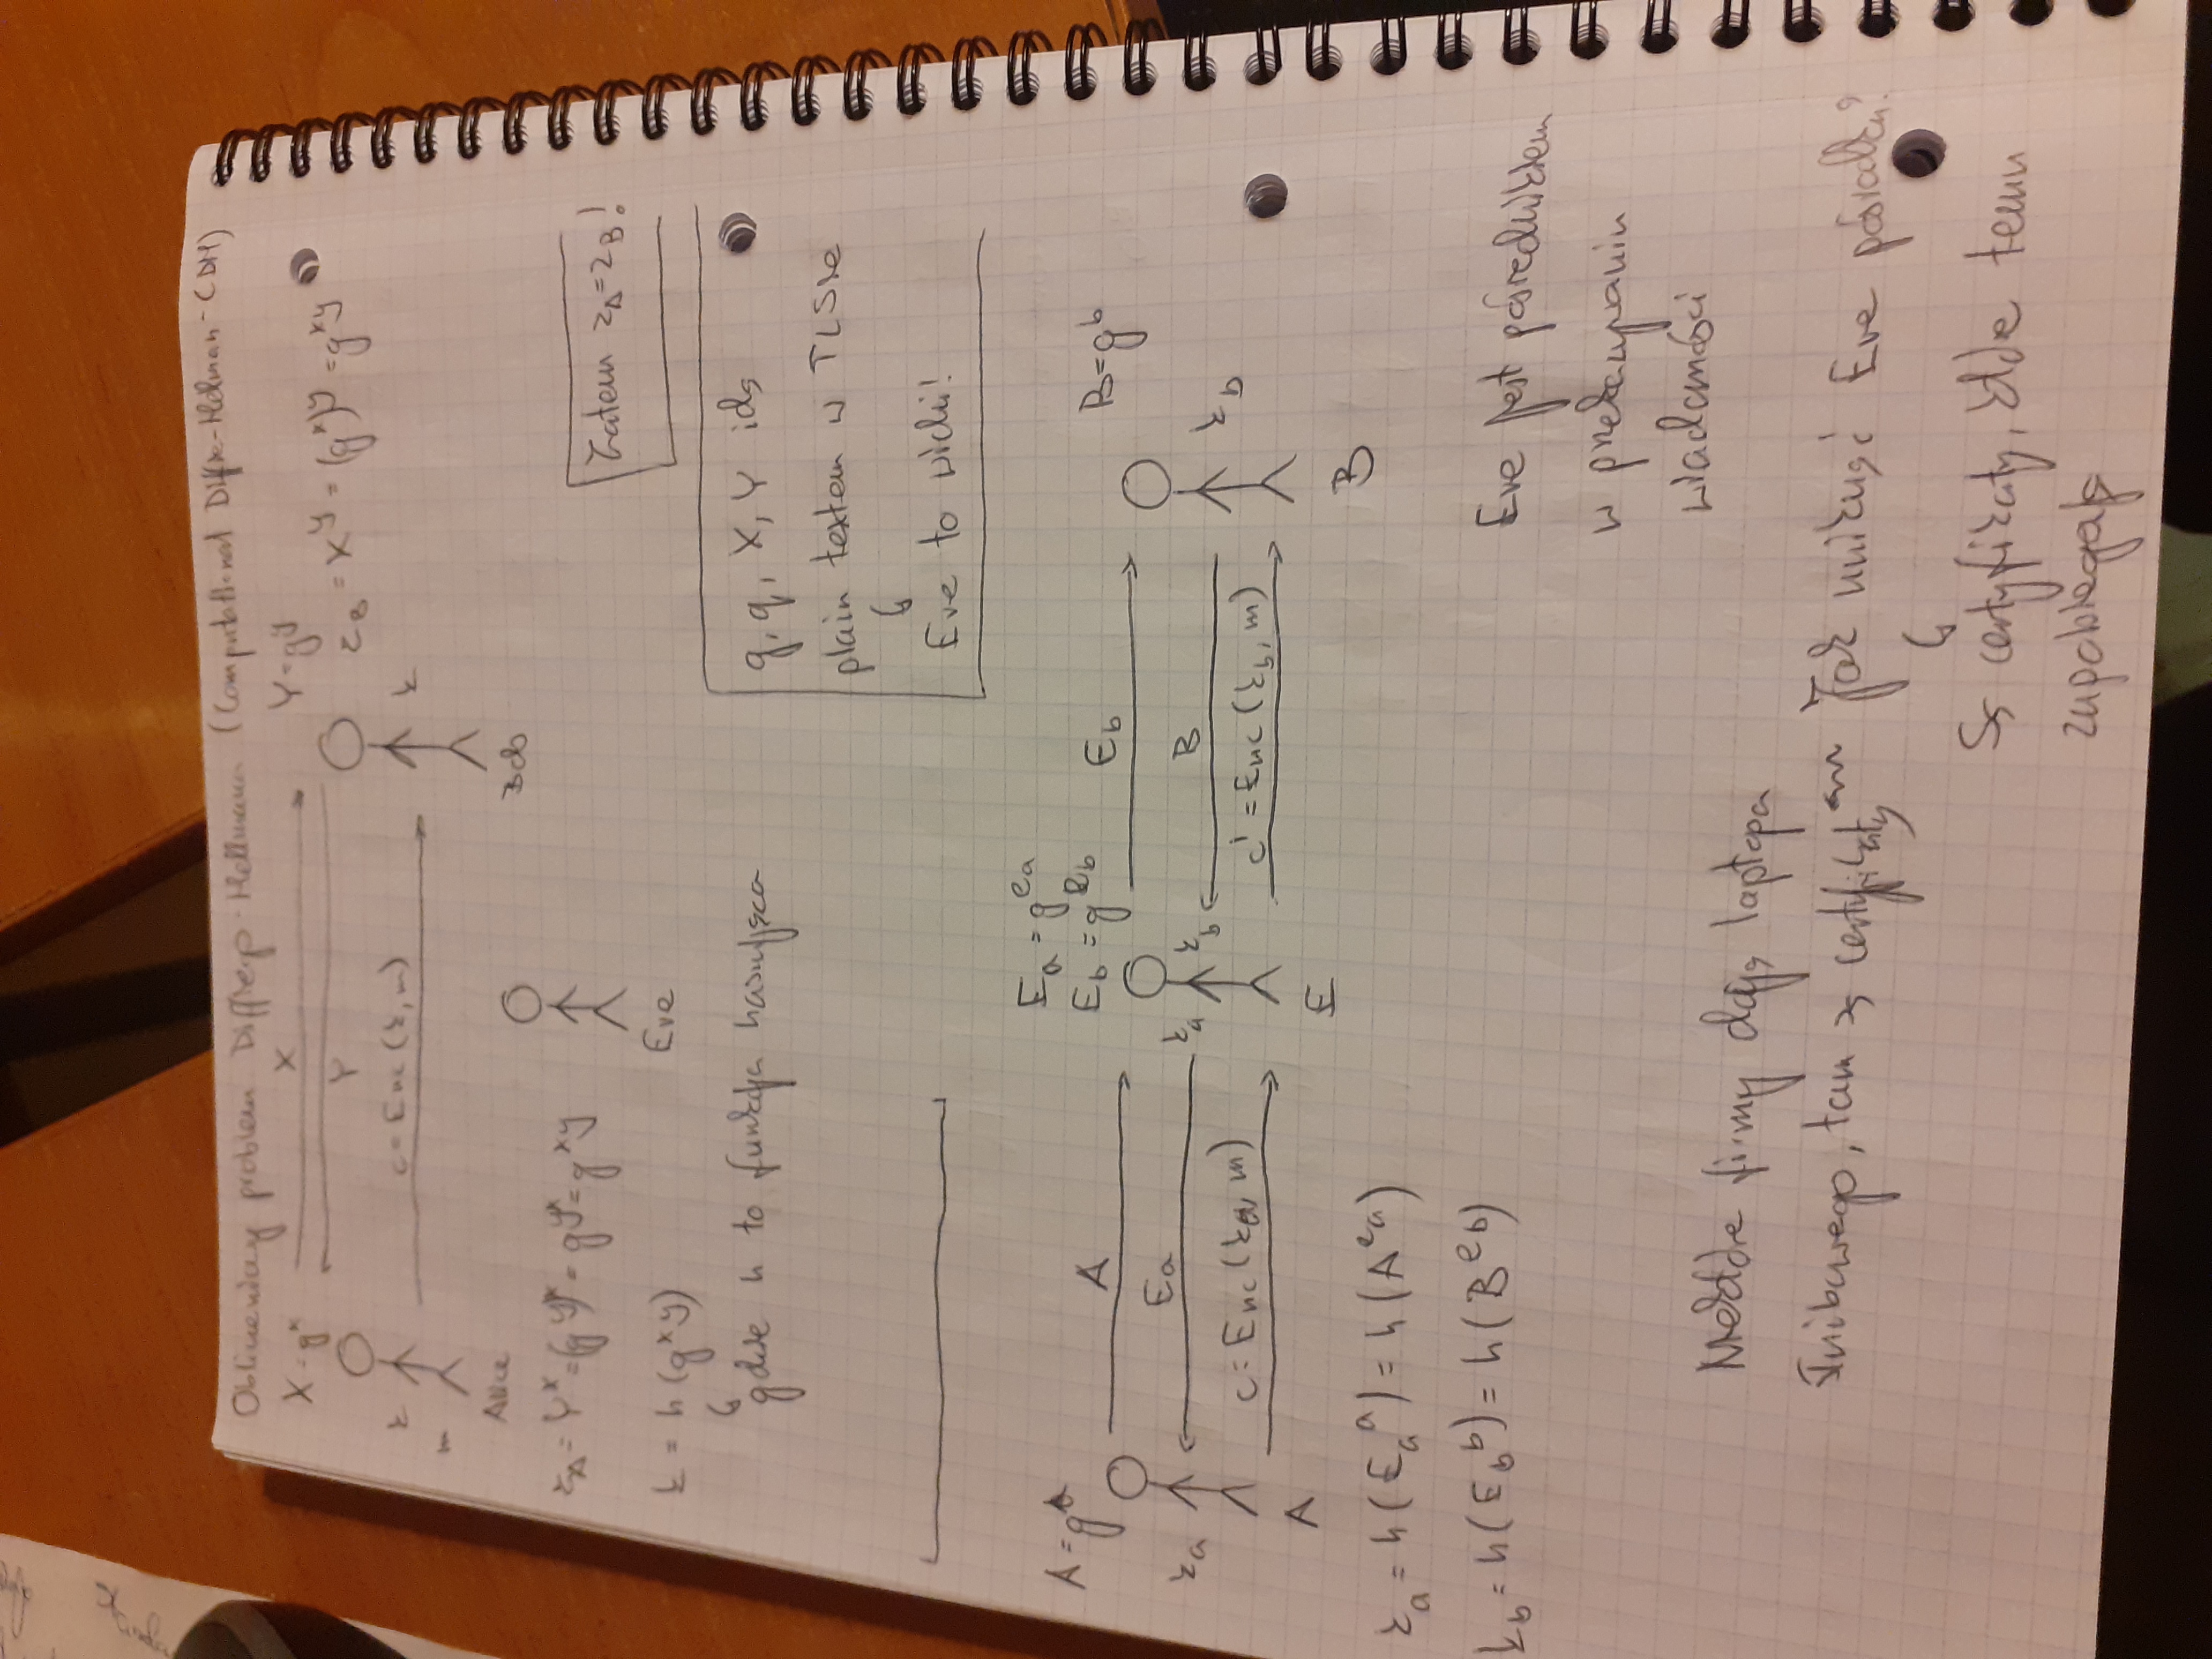 Obliczeniowy problem Diffiego-Hellmana (Computational Diffie-Helman-CDH)
X = g^x
X
Y = g^y
Y
z_B = X^y = (g^x)^y = g^xy
k
c = Enc(k, m)
k
m
Alice
Bob
z_A = Y^x = (g^y)^x = g^yx = g^xy
Eve
Zatem z_A = z_B!
k = h(g^xy)
gdzie h to funkcja hasująca
g, q, X, Y idą
plain textem w TLSie
Eve to widzi!
E_a = g^e_a
E_b = g^e_b
A = g^a
A
E_b
B = g^b
E_a
B
k_a
k_a
k_b
k_b
c = Enc(k_a, m)
c' = Enc(k_b, m)
A
E
B
k_a = h(E_a^a) = h(A^e_a)
k_b = h(E_b^b) = h(B^e_b)
Eve jest pośrednikiem
w przekazywaniu
wiadomości
Niektóre firmy dają laptopa
służbowego, tam są certyfikaty
Jak uniknąć Eve pośrednika?
Są certyfikaty, które temu
zapobiegają